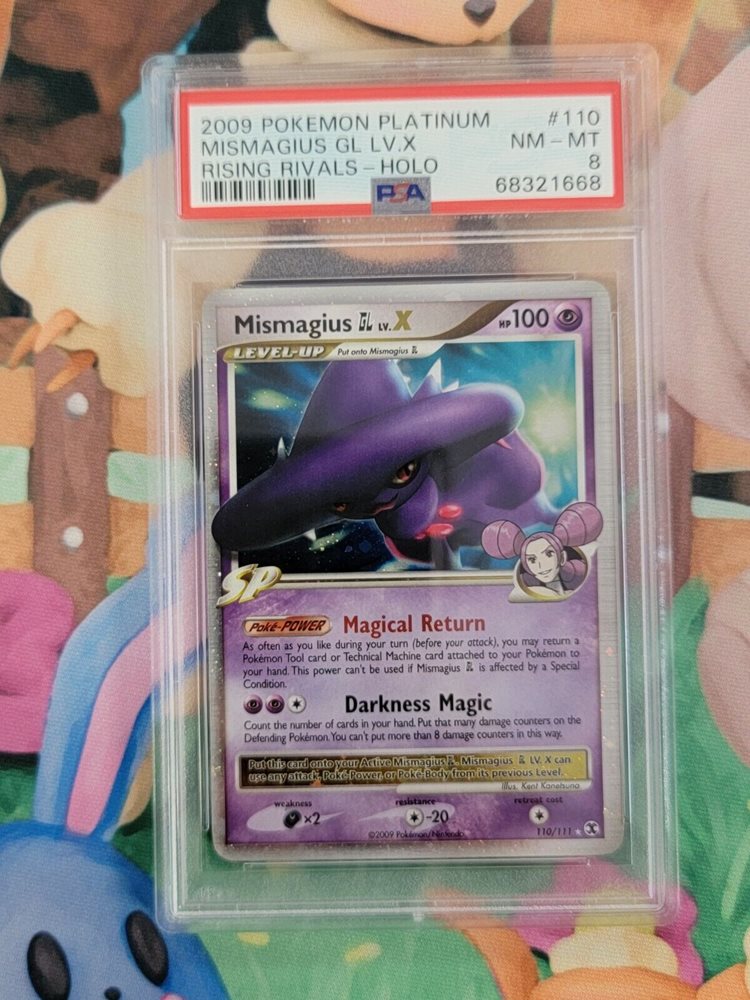 2009 POKEMON PLATINUM #110
MISMAGIUS GL LV.X NM - MT
RISING RIVALS - HOLO 8
PSA 68321668
Mismagius GL LV.X HP 100
LEVEL-UP Put onto Mismagius GL
SP
Poké-POWER Magical Return
As often as you like during your turn (before your attack), you may return a
Pokémon Tool card or Technical Machine card attached to your Pokémon to
your hand. This power can't be used if Mismagius GL is affected by a Special
Condition.
Darkness Magic
Count the number of cards in your hand. Put that many damage counters on the
Defending Pokémon. You can't put more than 8 damage counters in this way.
Put this card onto your Active Mismagius GL. Mismagius GL LV. X can
use any attack, Poké-Power, or Poké-Body from its previous Level.
Illus. Kent Kanetsuna
weakness resistance retreat cost
×2 -20
©2009 Pokémon/Nintendo 110/111